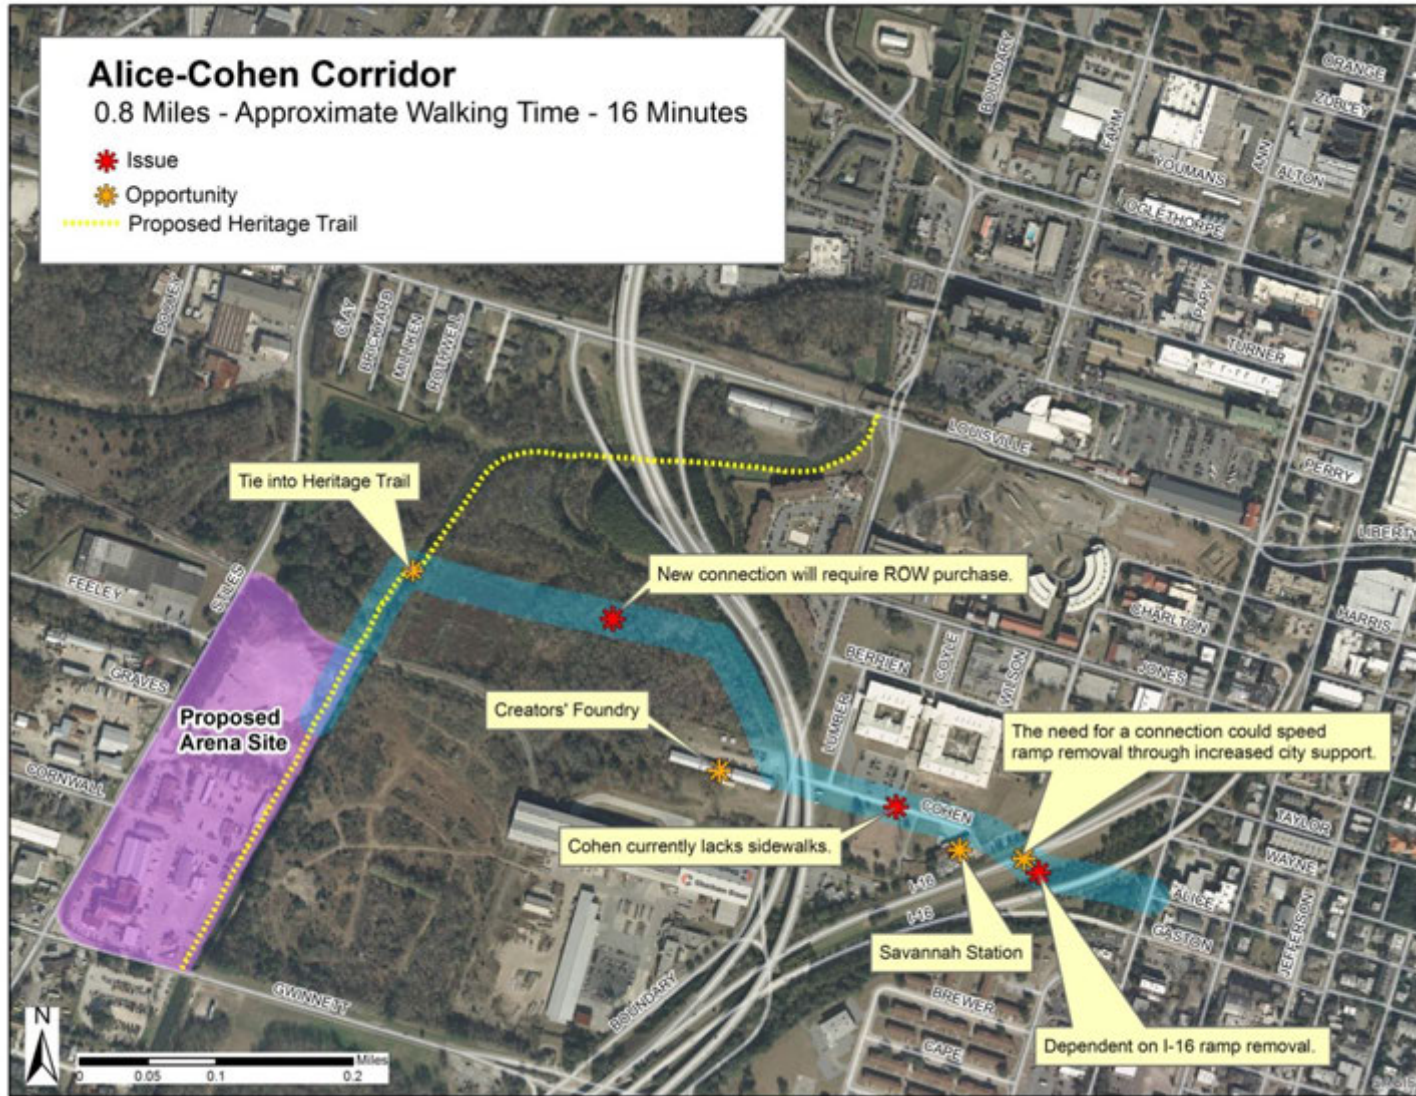 Alice-Cohen Corridor
0.8 Miles - Approximate Walking Time - 16 Minutes
Issue
Opportunity
Proposed Heritage Trail
BOUNDARY
FAHM
ORANGE
ZUBLEY
ANN
YOUMANS
ALTON
OGLETHORPE
PAPY
TURNER
CLAY
BRICKYARD
MILLIKEN
ROTHWELL
LOUISVILLE
PERRY
LIBERTY
Tie into Heritage Trail
New connection will require ROW purchase.
FEELEY
STILES
CHARLTON
HARRIS
JONES
BERRIEN
COYLE
WILSON
LUMBER
GRAVES
Proposed
Arena Site
Creators' Foundry
The need for a connection could speed
ramp removal through increased city support.
CORNWALL
COHEN
TAYLOR
WAYNE
Cohen currently lacks sidewalks.
I-16
I-16
ALICE
GASTON
JEFFERSON
Savannah Station
BOUNDARY
GWINNETT
BREWER
CAPE
Dependent on I-16 ramp removal.
N
Miles
0 0.05 0.1 0.2